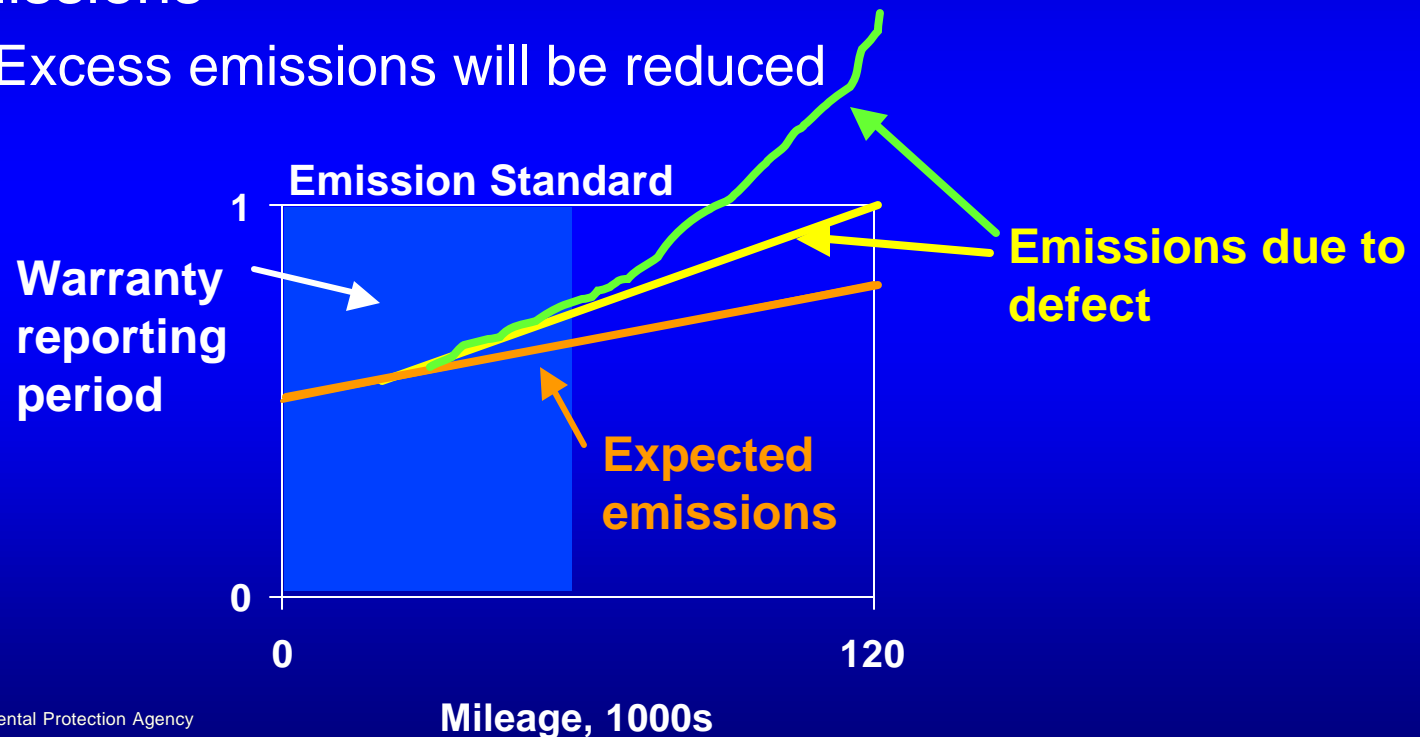 Excess emissions will be reduced
Emission Standard
1
Warranty
reporting
period
Emissions due to
defect
Expected
emissions
0
0
120
Mileage, 1000s
ental Protection Agency